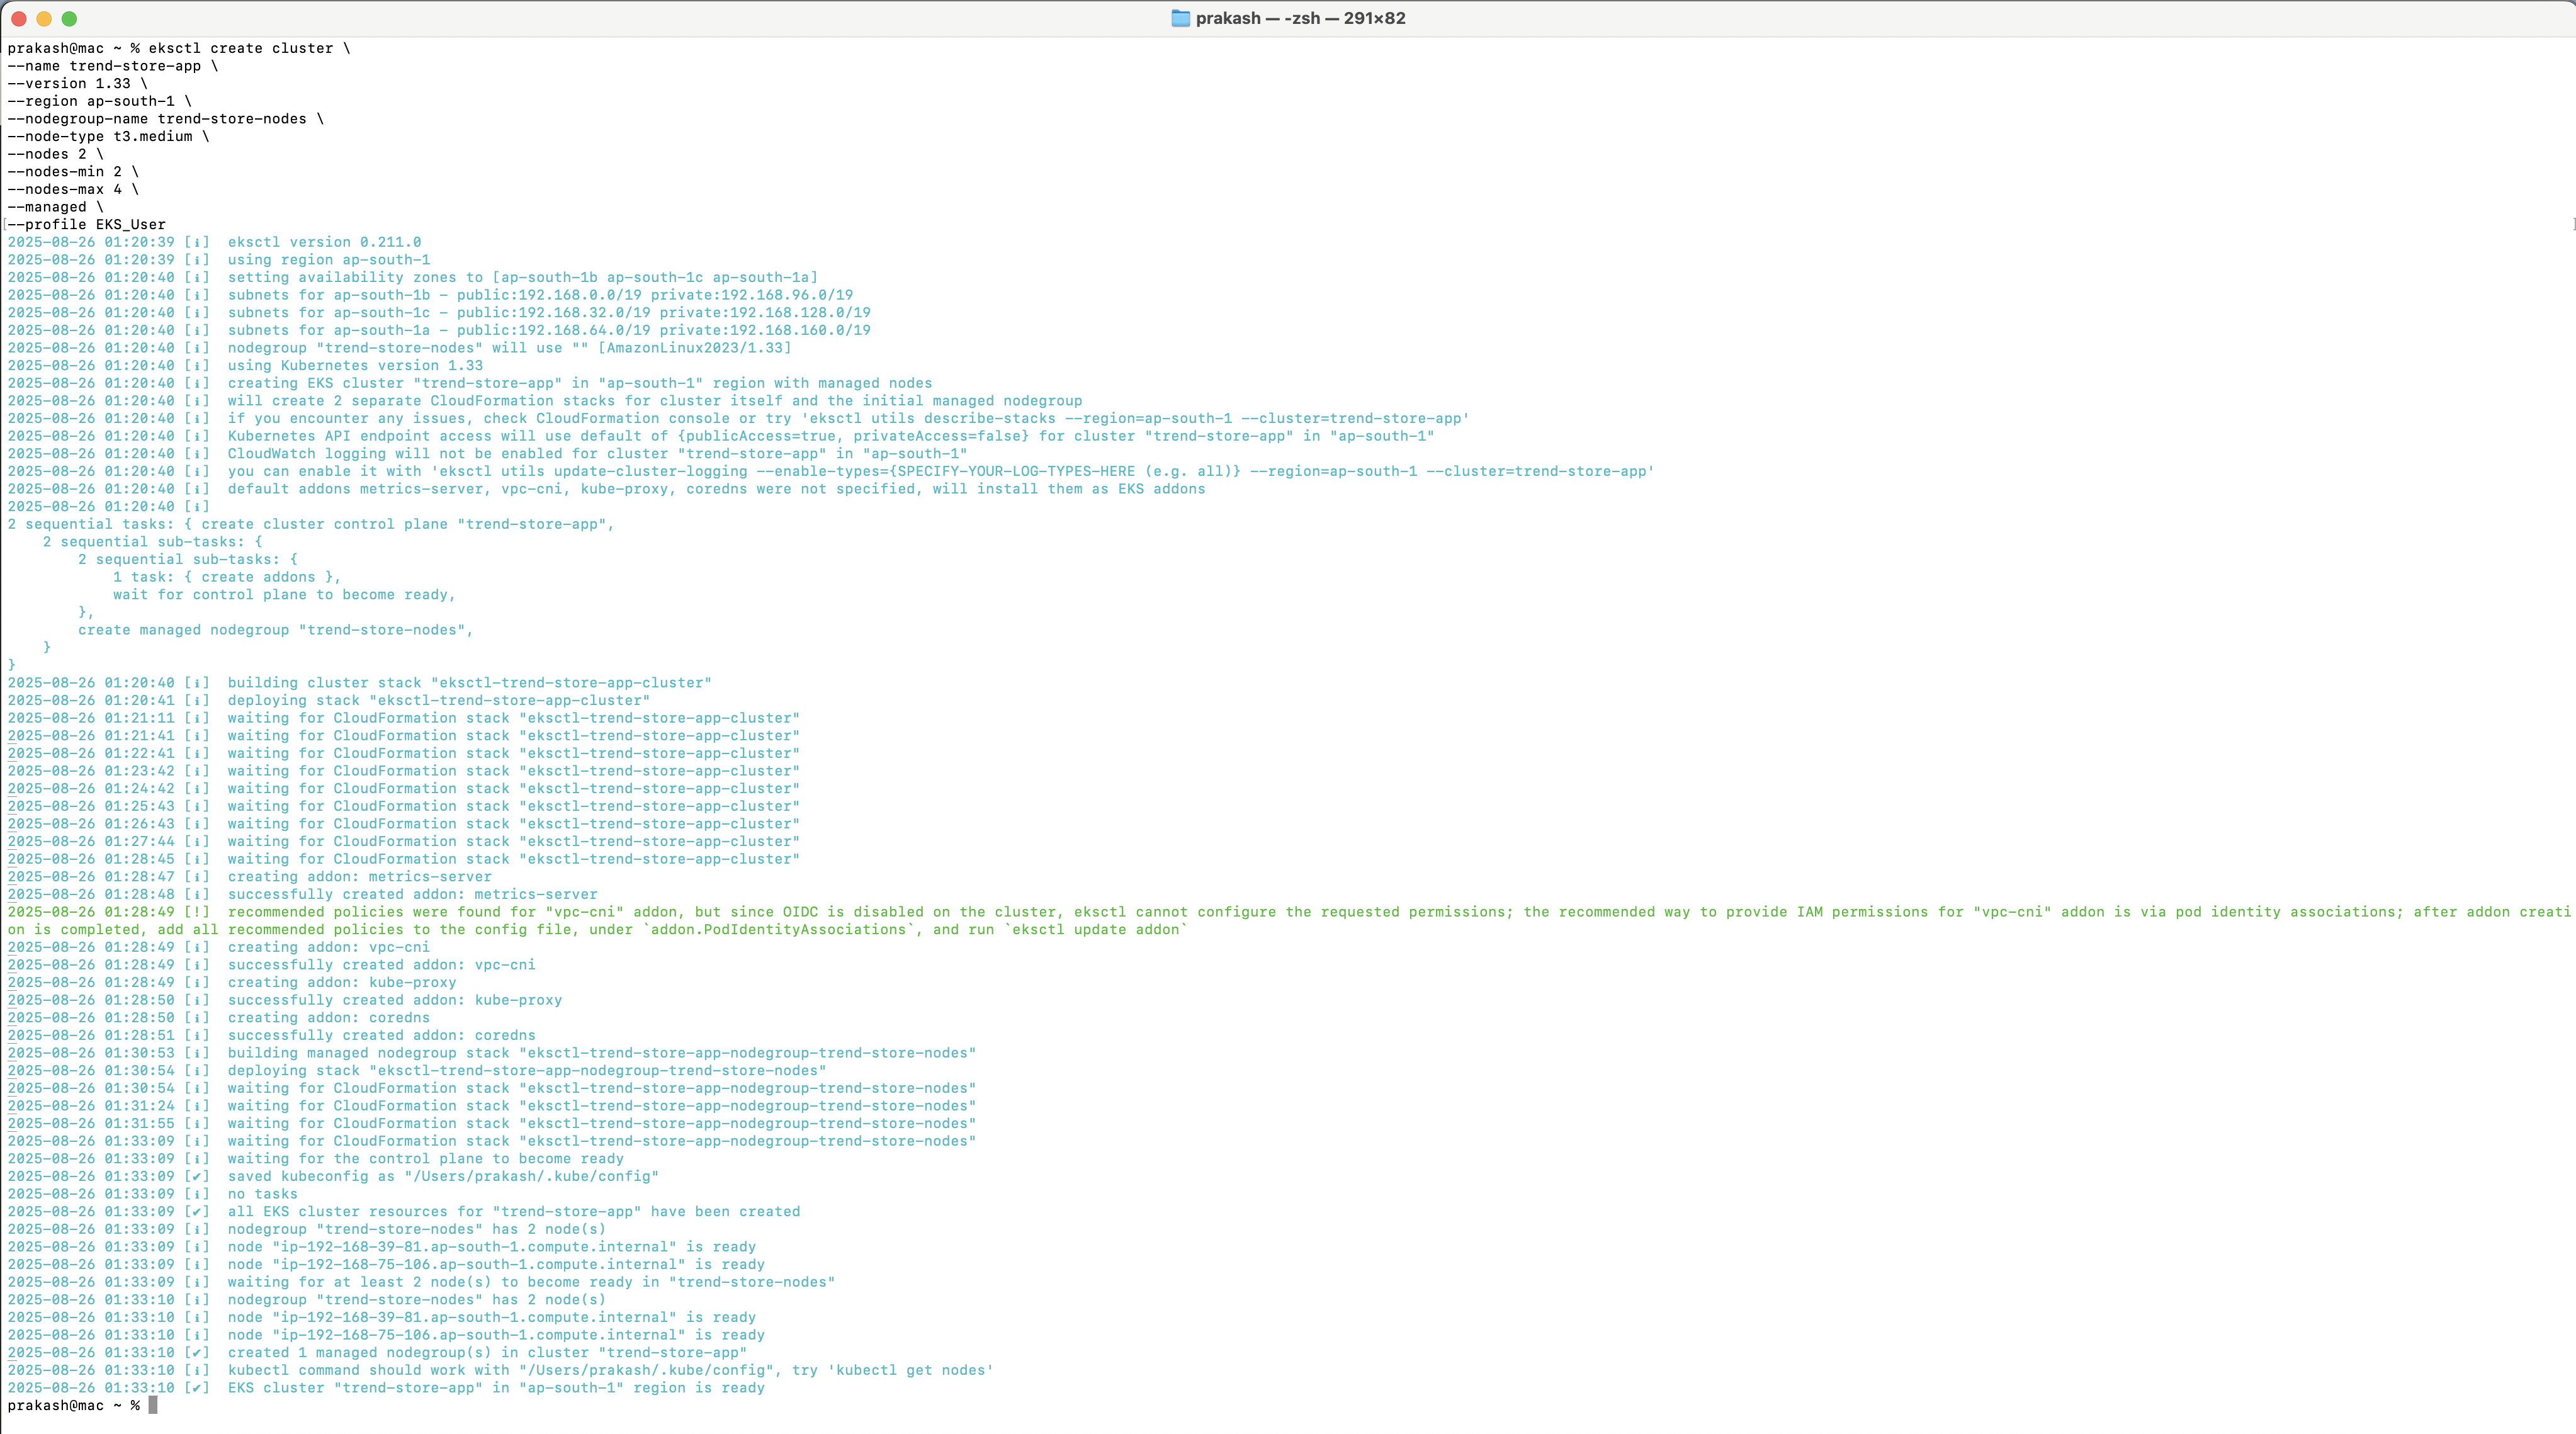 prakash — -zsh — 291×82
prakash@mac ~ % eksctl create cluster \
--name trend-store-app \
--version 1.33 \
--region ap-south-1 \
--nodegroup-name trend-store-nodes \
--node-type t3.medium \
--nodes 2 \
--nodes-min 2 \
--nodes-max 4 \
--managed \
[--profile EKS_User ]
2025-08-26 01:20:39 [ℹ]  eksctl version 0.211.0
2025-08-26 01:20:39 [ℹ]  using region ap-south-1
2025-08-26 01:20:40 [ℹ]  setting availability zones to [ap-south-1b ap-south-1c ap-south-1a]
2025-08-26 01:20:40 [ℹ]  subnets for ap-south-1b - public:192.168.0.0/19 private:192.168.96.0/19
2025-08-26 01:20:40 [ℹ]  subnets for ap-south-1c - public:192.168.32.0/19 private:192.168.128.0/19
2025-08-26 01:20:40 [ℹ]  subnets for ap-south-1a - public:192.168.64.0/19 private:192.168.160.0/19
2025-08-26 01:20:40 [ℹ]  nodegroup "trend-store-nodes" will use "" [AmazonLinux2023/1.33]
2025-08-26 01:20:40 [ℹ]  using Kubernetes version 1.33
2025-08-26 01:20:40 [ℹ]  creating EKS cluster "trend-store-app" in "ap-south-1" region with managed nodes
2025-08-26 01:20:40 [ℹ]  will create 2 separate CloudFormation stacks for cluster itself and the initial managed nodegroup
2025-08-26 01:20:40 [ℹ]  if you encounter any issues, check CloudFormation console or try 'eksctl utils describe-stacks --region=ap-south-1 --cluster=trend-store-app'
2025-08-26 01:20:40 [ℹ]  Kubernetes API endpoint access will use default of {publicAccess=true, privateAccess=false} for cluster "trend-store-app" in "ap-south-1"
2025-08-26 01:20:40 [ℹ]  CloudWatch logging will not be enabled for cluster "trend-store-app" in "ap-south-1"
2025-08-26 01:20:40 [ℹ]  you can enable it with 'eksctl utils update-cluster-logging --enable-types={SPECIFY-YOUR-LOG-TYPES-HERE (e.g. all)} --region=ap-south-1 --cluster=trend-store-app'
2025-08-26 01:20:40 [ℹ]  default addons metrics-server, vpc-cni, kube-proxy, coredns were not specified, will install them as EKS addons
2025-08-26 01:20:40 [ℹ]
2 sequential tasks: { create cluster control plane "trend-store-app",
    2 sequential sub-tasks: {
        2 sequential sub-tasks: {
            1 task: { create addons },
            wait for control plane to become ready,
        },
        create managed nodegroup "trend-store-nodes",
    }
}
2025-08-26 01:20:40 [ℹ]  building cluster stack "eksctl-trend-store-app-cluster"
2025-08-26 01:20:41 [ℹ]  deploying stack "eksctl-trend-store-app-cluster"
2025-08-26 01:21:11 [ℹ]  waiting for CloudFormation stack "eksctl-trend-store-app-cluster"
2025-08-26 01:21:41 [ℹ]  waiting for CloudFormation stack "eksctl-trend-store-app-cluster"
2025-08-26 01:22:41 [ℹ]  waiting for CloudFormation stack "eksctl-trend-store-app-cluster"
2025-08-26 01:23:42 [ℹ]  waiting for CloudFormation stack "eksctl-trend-store-app-cluster"
2025-08-26 01:24:42 [ℹ]  waiting for CloudFormation stack "eksctl-trend-store-app-cluster"
2025-08-26 01:25:43 [ℹ]  waiting for CloudFormation stack "eksctl-trend-store-app-cluster"
2025-08-26 01:26:43 [ℹ]  waiting for CloudFormation stack "eksctl-trend-store-app-cluster"
2025-08-26 01:27:44 [ℹ]  waiting for CloudFormation stack "eksctl-trend-store-app-cluster"
2025-08-26 01:28:45 [ℹ]  waiting for CloudFormation stack "eksctl-trend-store-app-cluster"
2025-08-26 01:28:47 [ℹ]  creating addon: metrics-server
2025-08-26 01:28:48 [ℹ]  successfully created addon: metrics-server
2025-08-26 01:28:49 [!]  recommended policies were found for "vpc-cni" addon, but since OIDC is disabled on the cluster, eksctl cannot configure the requested permissions; the recommended way to provide IAM permissions for "vpc-cni" addon is via pod identity associations; after addon creati
on is completed, add all recommended policies to the config file, under `addon.PodIdentityAssociations`, and run `eksctl update addon`
2025-08-26 01:28:49 [ℹ]  creating addon: vpc-cni
2025-08-26 01:28:49 [ℹ]  successfully created addon: vpc-cni
2025-08-26 01:28:49 [ℹ]  creating addon: kube-proxy
2025-08-26 01:28:50 [ℹ]  successfully created addon: kube-proxy
2025-08-26 01:28:50 [ℹ]  creating addon: coredns
2025-08-26 01:28:51 [ℹ]  successfully created addon: coredns
2025-08-26 01:30:53 [ℹ]  building managed nodegroup stack "eksctl-trend-store-app-nodegroup-trend-store-nodes"
2025-08-26 01:30:54 [ℹ]  deploying stack "eksctl-trend-store-app-nodegroup-trend-store-nodes"
2025-08-26 01:30:54 [ℹ]  waiting for CloudFormation stack "eksctl-trend-store-app-nodegroup-trend-store-nodes"
2025-08-26 01:31:24 [ℹ]  waiting for CloudFormation stack "eksctl-trend-store-app-nodegroup-trend-store-nodes"
2025-08-26 01:31:55 [ℹ]  waiting for CloudFormation stack "eksctl-trend-store-app-nodegroup-trend-store-nodes"
2025-08-26 01:33:09 [ℹ]  waiting for CloudFormation stack "eksctl-trend-store-app-nodegroup-trend-store-nodes"
2025-08-26 01:33:09 [ℹ]  waiting for the control plane to become ready
2025-08-26 01:33:09 [✔]  saved kubeconfig as "/Users/prakash/.kube/config"
2025-08-26 01:33:09 [ℹ]  no tasks
2025-08-26 01:33:09 [✔]  all EKS cluster resources for "trend-store-app" have been created
2025-08-26 01:33:09 [ℹ]  nodegroup "trend-store-nodes" has 2 node(s)
2025-08-26 01:33:09 [ℹ]  node "ip-192-168-39-81.ap-south-1.compute.internal" is ready
2025-08-26 01:33:09 [ℹ]  node "ip-192-168-75-106.ap-south-1.compute.internal" is ready
2025-08-26 01:33:09 [ℹ]  waiting for at least 2 node(s) to become ready in "trend-store-nodes"
2025-08-26 01:33:10 [ℹ]  nodegroup "trend-store-nodes" has 2 node(s)
2025-08-26 01:33:10 [ℹ]  node "ip-192-168-39-81.ap-south-1.compute.internal" is ready
2025-08-26 01:33:10 [ℹ]  node "ip-192-168-75-106.ap-south-1.compute.internal" is ready
2025-08-26 01:33:10 [✔]  created 1 managed nodegroup(s) in cluster "trend-store-app"
2025-08-26 01:33:10 [ℹ]  kubectl command should work with "/Users/prakash/.kube/config", try 'kubectl get nodes'
2025-08-26 01:33:10 [✔]  EKS cluster "trend-store-app" in "ap-south-1" region is ready
prakash@mac ~ %